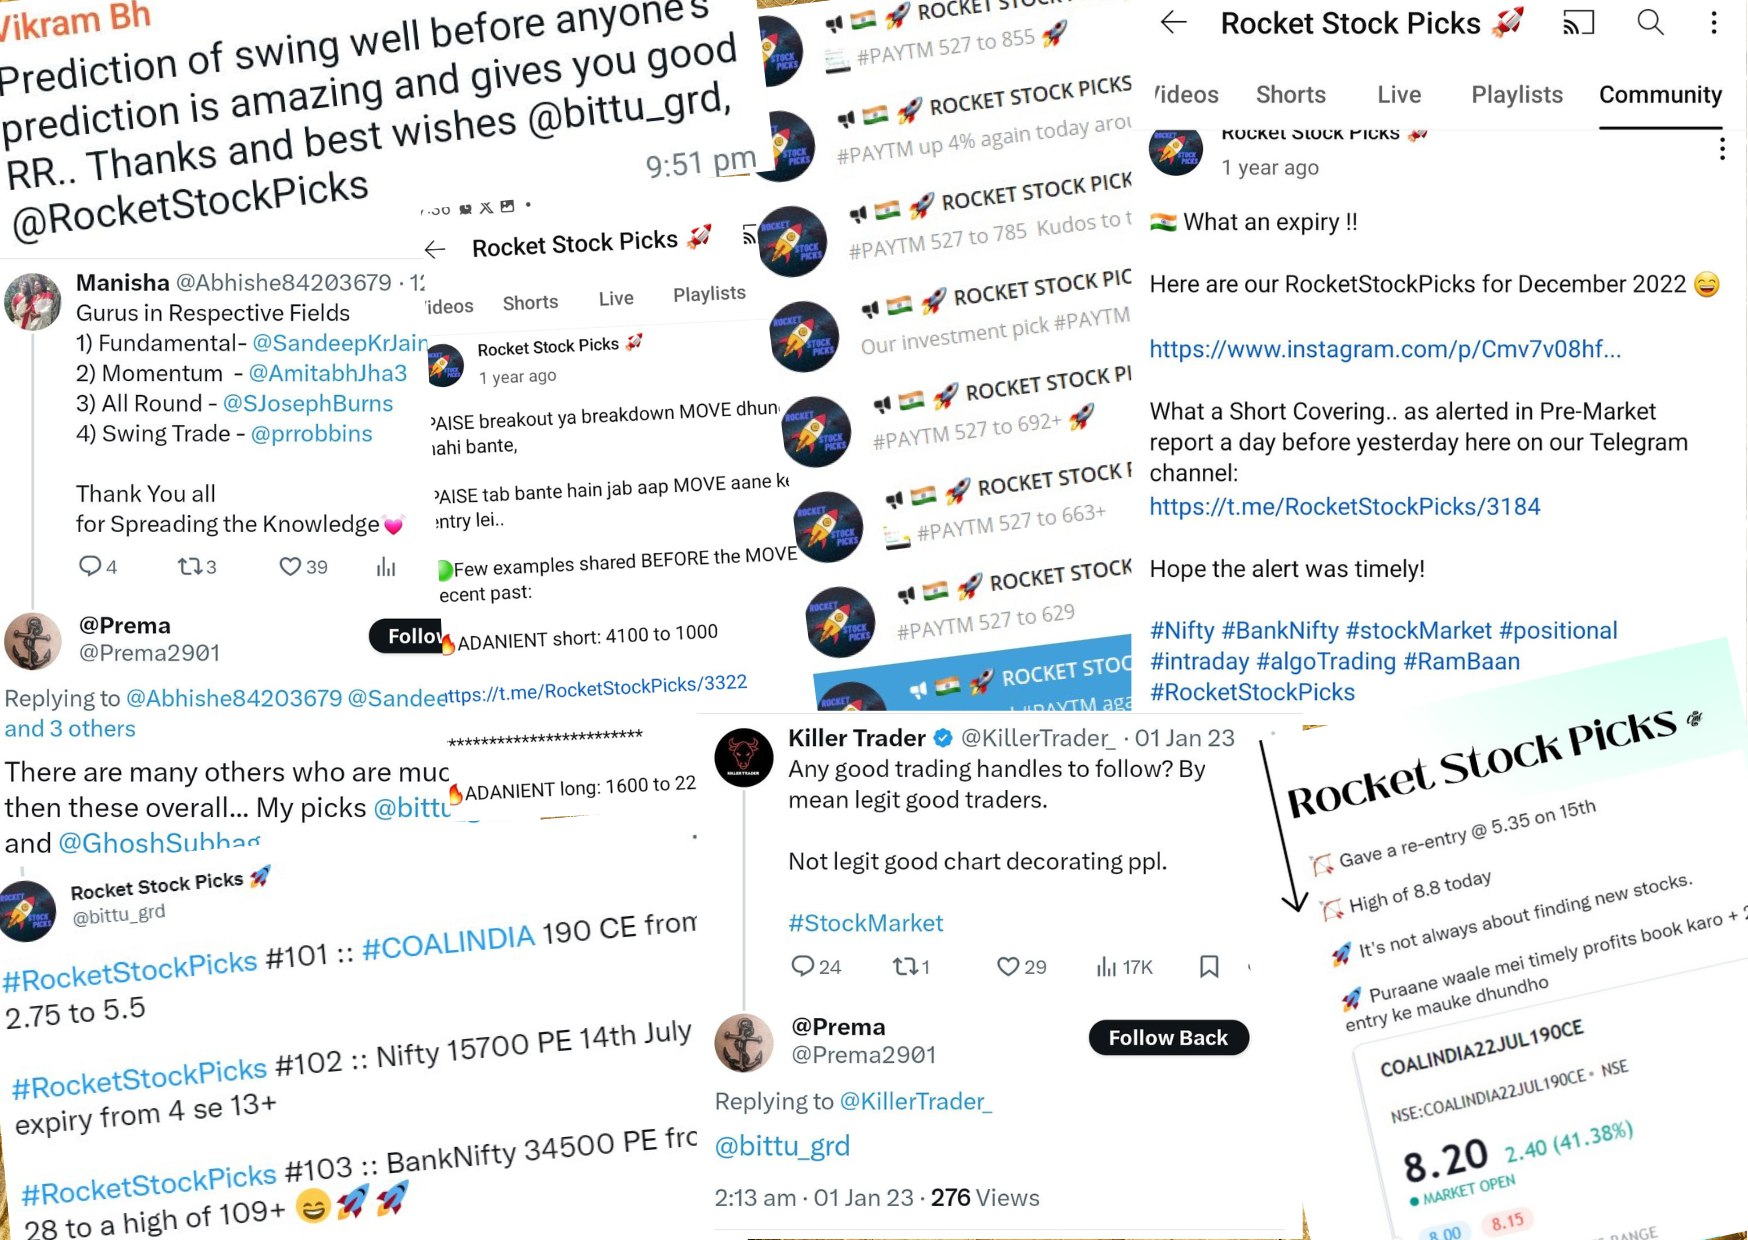 Vikram Bh
Prediction of swing well before anyone's
prediction is amazing and gives you good
RR.. Thanks and best wishes @bittu_grd,
@RocketStockPicks
9:51 pm
Manisha @Abhishe84203679 · 12
Gurus in Respective Fields
1) Fundamental- @SandeepKrJain
2) Momentum - @AmitabhJha3
3) All Round - @SJosephBurns
4) Swing Trade - @prrobbins
Thank You all
for Spreading the Knowledge💓
4 3 39
@Prema
@Prema2901
Follow
Replying to @Abhishe84203679 @Sandee
and 3 others
There are many others who are muc
then these overall... My picks @bittu
and @GhoshSubhag
Rocket Stock Picks 🚀
@bittu_grd
#RocketStockPicks #101 :: #COALINDIA 190 CE from
2.75 to 5.5
#RocketStockPicks #102 :: Nifty 15700 PE 14th July
expiry from 4 se 13+
#RocketStockPicks #103 :: BankNifty 34500 PE fro
28 to a high of 109+ 😄🚀🚀
Rocket Stock Picks 🚀
Videos Shorts Live Playlists
Rocket Stock Picks 🚀
1 year ago
PAISE breakout ya breakdown MOVE dhun
nahi bante,
PAISE tab bante hain jab aap MOVE aane ke
entry lei..
🟢Few examples shared BEFORE the MOVE
ecent past:
🔥ADANIENT short: 4100 to 1000
https://t.me/RocketStockPicks/3322
************************
🔥ADANIENT long: 1600 to 22
ROCKET STOCK PICKS
#PAYTM 527 to 855 🚀
ROCKET STOCK PICKS
#PAYTM up 4% again today arou
ROCKET STOCK PICK
#PAYTM 527 to 785 Kudos to t
ROCKET STOCK PIC
Our investment pick #PAYTM
ROCKET STOCK PI
#PAYTM 527 to 692+ 🚀
ROCKET STOCK P
#PAYTM 527 to 663+
ROCKET STOCK
#PAYTM 527 to 629
ROCKET STOC
#PAYTM aga
Rocket Stock Picks 🚀
Videos Shorts Live Playlists Community
Rocket Stock Picks 🚀
1 year ago
🇮🇳 What an expiry !!
Here are our RocketStockPicks for December 2022 😄
https://www.instagram.com/p/Cmv7v08hf...
What a Short Covering.. as alerted in Pre-Market
report a day before yesterday here on our Telegram
channel:
https://t.me/RocketStockPicks/3184
Hope the alert was timely!
#Nifty #BankNifty #stockMarket #positional
#intraday #algoTrading #RamBaan
#RocketStockPicks
Killer Trader @KillerTrader_ · 01 Jan 23
Any good trading handles to follow? By
mean legit good traders.
Not legit good chart decorating ppl.
#StockMarket
24 1 29 17K
@Prema
@Prema2901
Follow Back
Replying to @KillerTrader_
@bittu_grd
2:13 am · 01 Jan 23 · 276 Views
Rocket Stock Picks
🏹 Gave a re-entry @ 5.35 on 15th
🏹 High of 8.8 today
🚀 It's not always about finding new stocks.
🚀 Puraane waale mei timely profits book karo + 2
entry ke mauke dhundho
COALINDIA22JUL190CE
NSE:COALINDIA22JUL190CE • NSE
8.20 2.40 (41.38%)
MARKET OPEN
8.00 8.15
RANGE